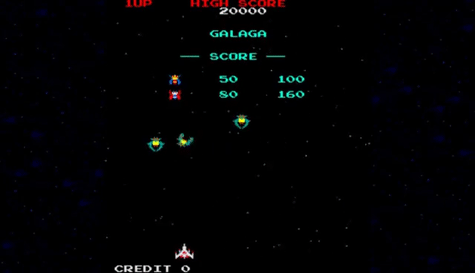 1UP HIGH SCORE
20000
GALAGA
— SCORE —
50 100
80 160
CREDIT 0